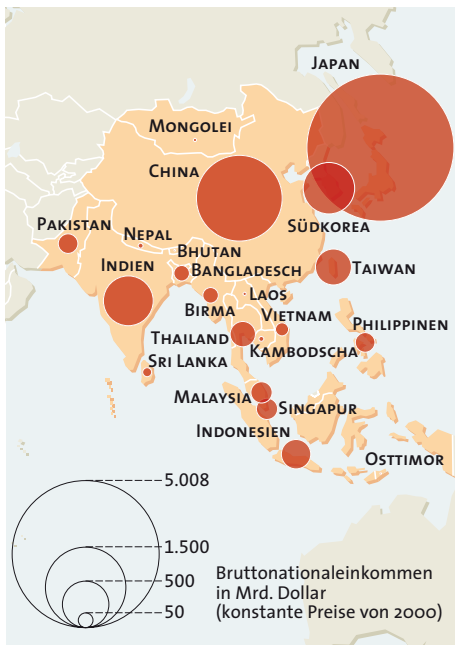 JAPAN
MONGOLEI
CHINA
SÜDKOREA
PAKISTAN
NEPAL
BHUTAN
INDIEN
BANGLADESCH
TAIWAN
LAOS
BIRMA
VIETNAM
PHILIPPINEN
THAILAND
KAMBODSCHA
SRI LANKA
MALAYSIA
SINGAPUR
INDONESIEN
OSTTIMOR
5.008
1.500
500
50
Bruttonationaleinkommen
in Mrd. Dollar
(konstante Preise von 2000)